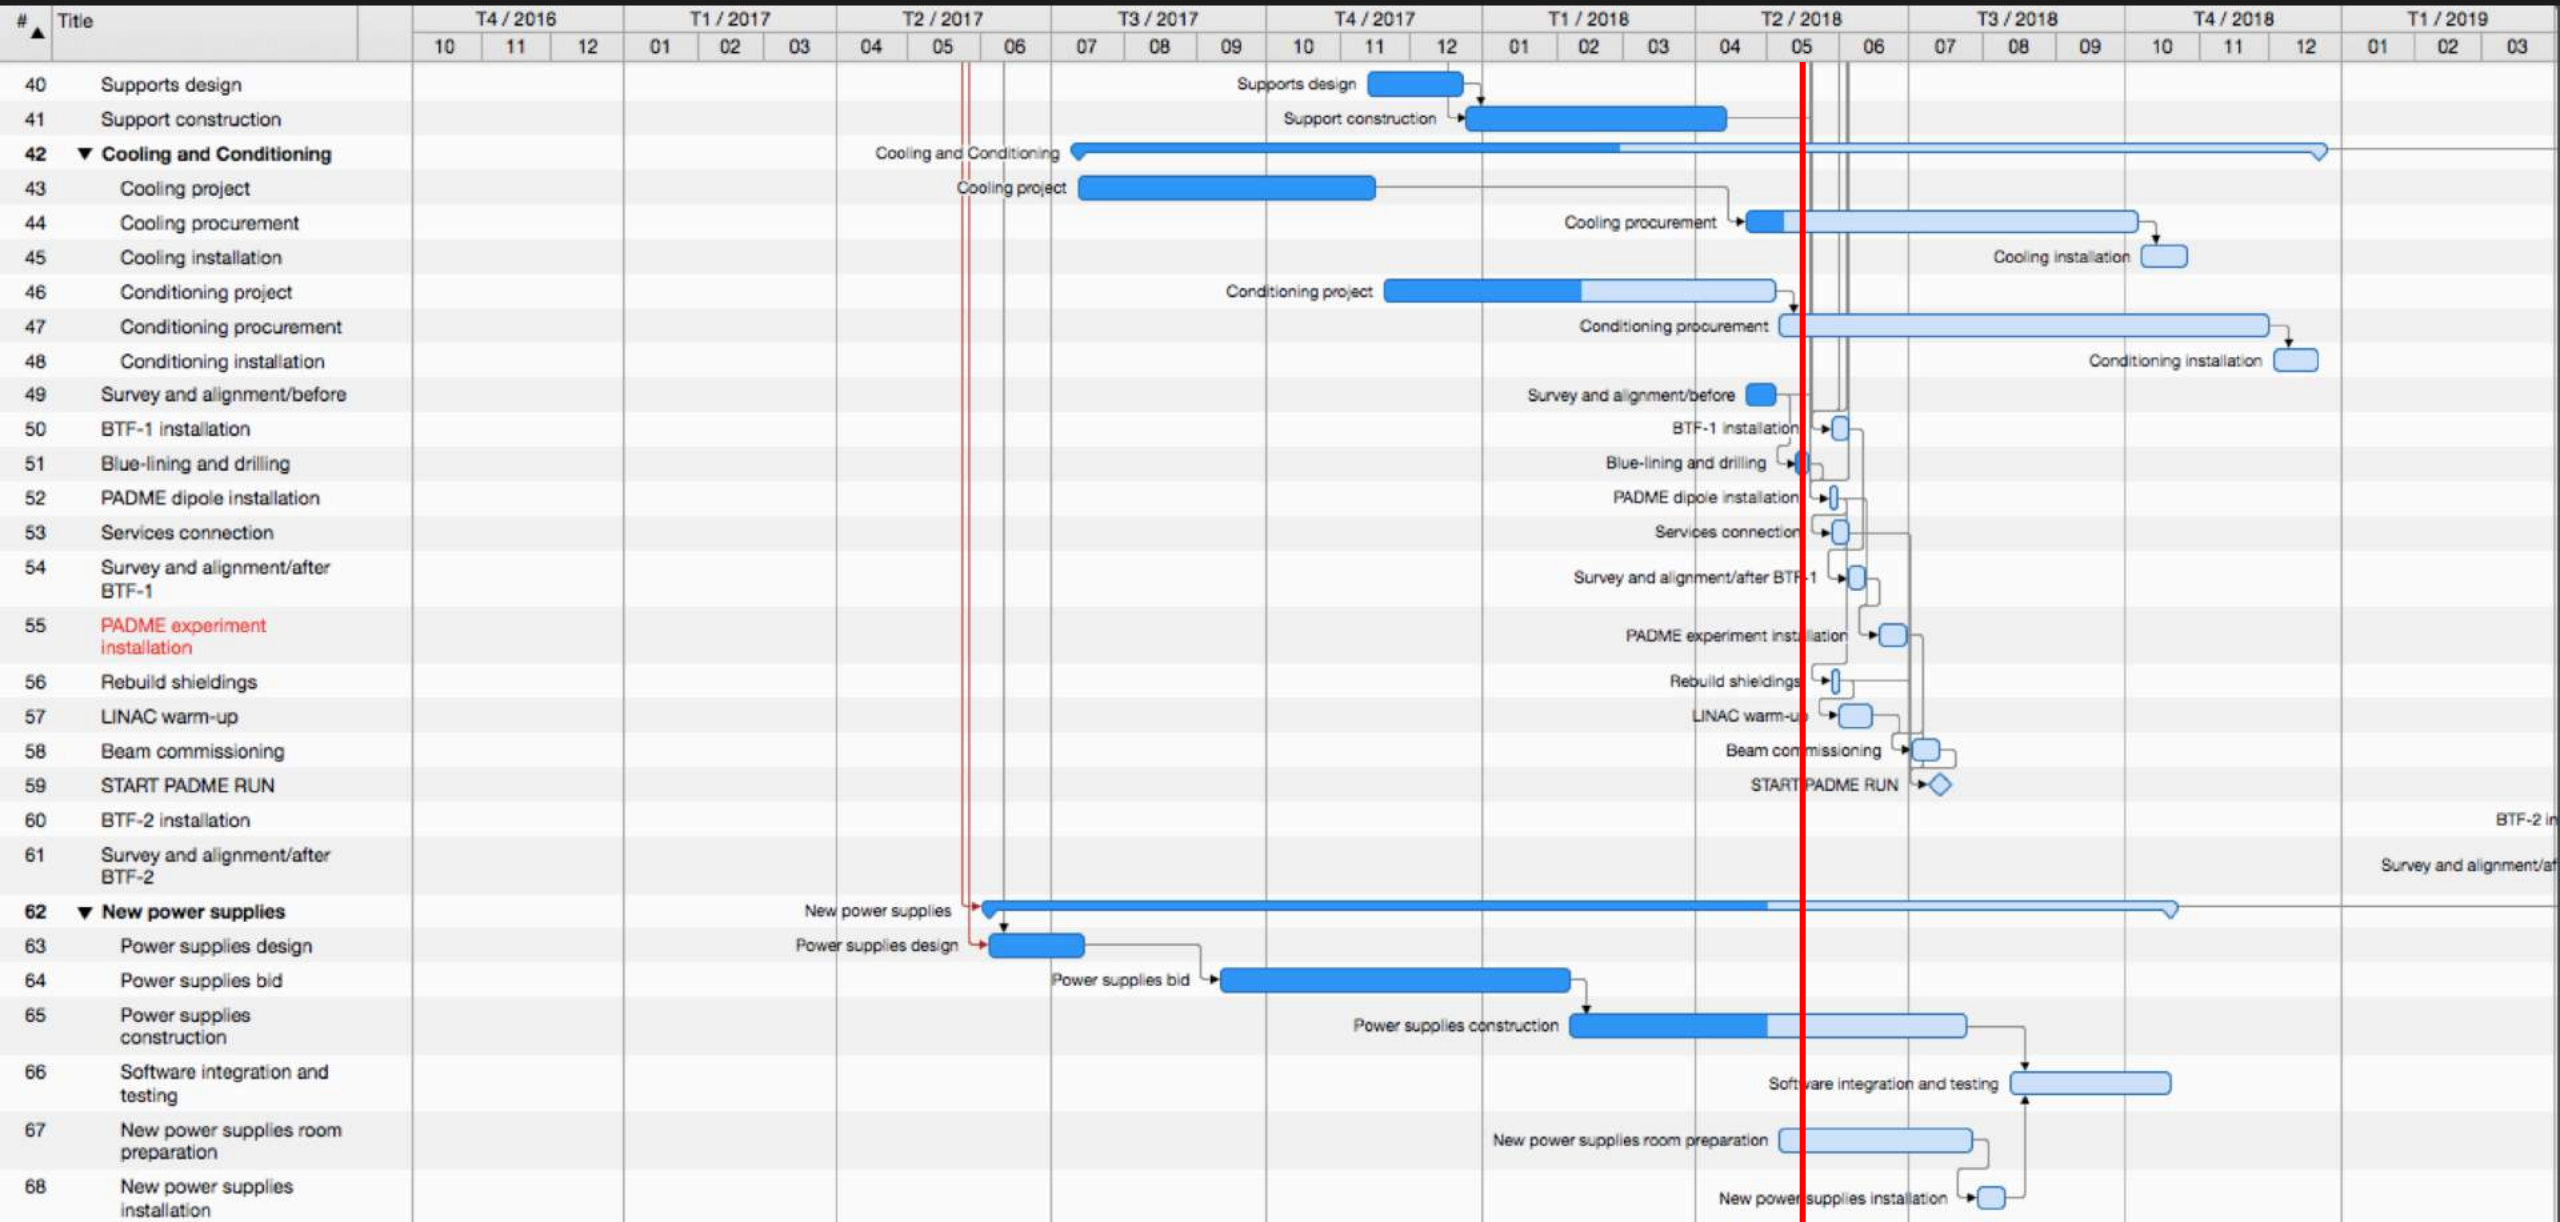 # Title T4 / 2016 T1 / 2017 T2 / 2017 T3 / 2017 T4 / 2017 T1 / 2018 T2 / 2018 T3 / 2018 T4 / 2018 T1 / 2019
10 11 12 01 02 03 04 05 06 07 08 09 10 11 12 01 02 03 04 05 06 07 08 09 10 11 12 01 02 03
40 Supports design Supports design
41 Support construction Support construction
42 ▼ Cooling and Conditioning Cooling and Conditioning
43 Cooling project Cooling project
44 Cooling procurement Cooling procurement
45 Cooling installation Cooling installation
46 Conditioning project Conditioning project
47 Conditioning procurement Conditioning procurement
48 Conditioning installation Conditioning installation
49 Survey and alignment/before Survey and alignment/before
50 BTF-1 installation BTF-1 installation
51 Blue-lining and drilling Blue-lining and drilling
52 PADME dipole installation PADME dipole installation
53 Services connection Services connection
54 Survey and alignment/after
BTF-1
Survey and alignment/after BTF-1
55 PADME experiment
installation
PADME experiment installation
56 Rebuild shieldings Rebuild shieldings
57 LINAC warm-up LINAC warm-up
58 Beam commissioning Beam commissioning
59 START PADME RUN START PADME RUN
60 BTF-2 installation BTF-2 in
61 Survey and alignment/after
BTF-2
Survey and alignment/af
62 ▼ New power supplies New power supplies
63 Power supplies design Power supplies design
64 Power supplies bid Power supplies bid
65 Power supplies
construction
Power supplies construction
66 Software integration and
testing
Software integration and testing
67 New power supplies room
preparation
New power supplies room preparation
68 New power supplies
installation
New power supplies installation